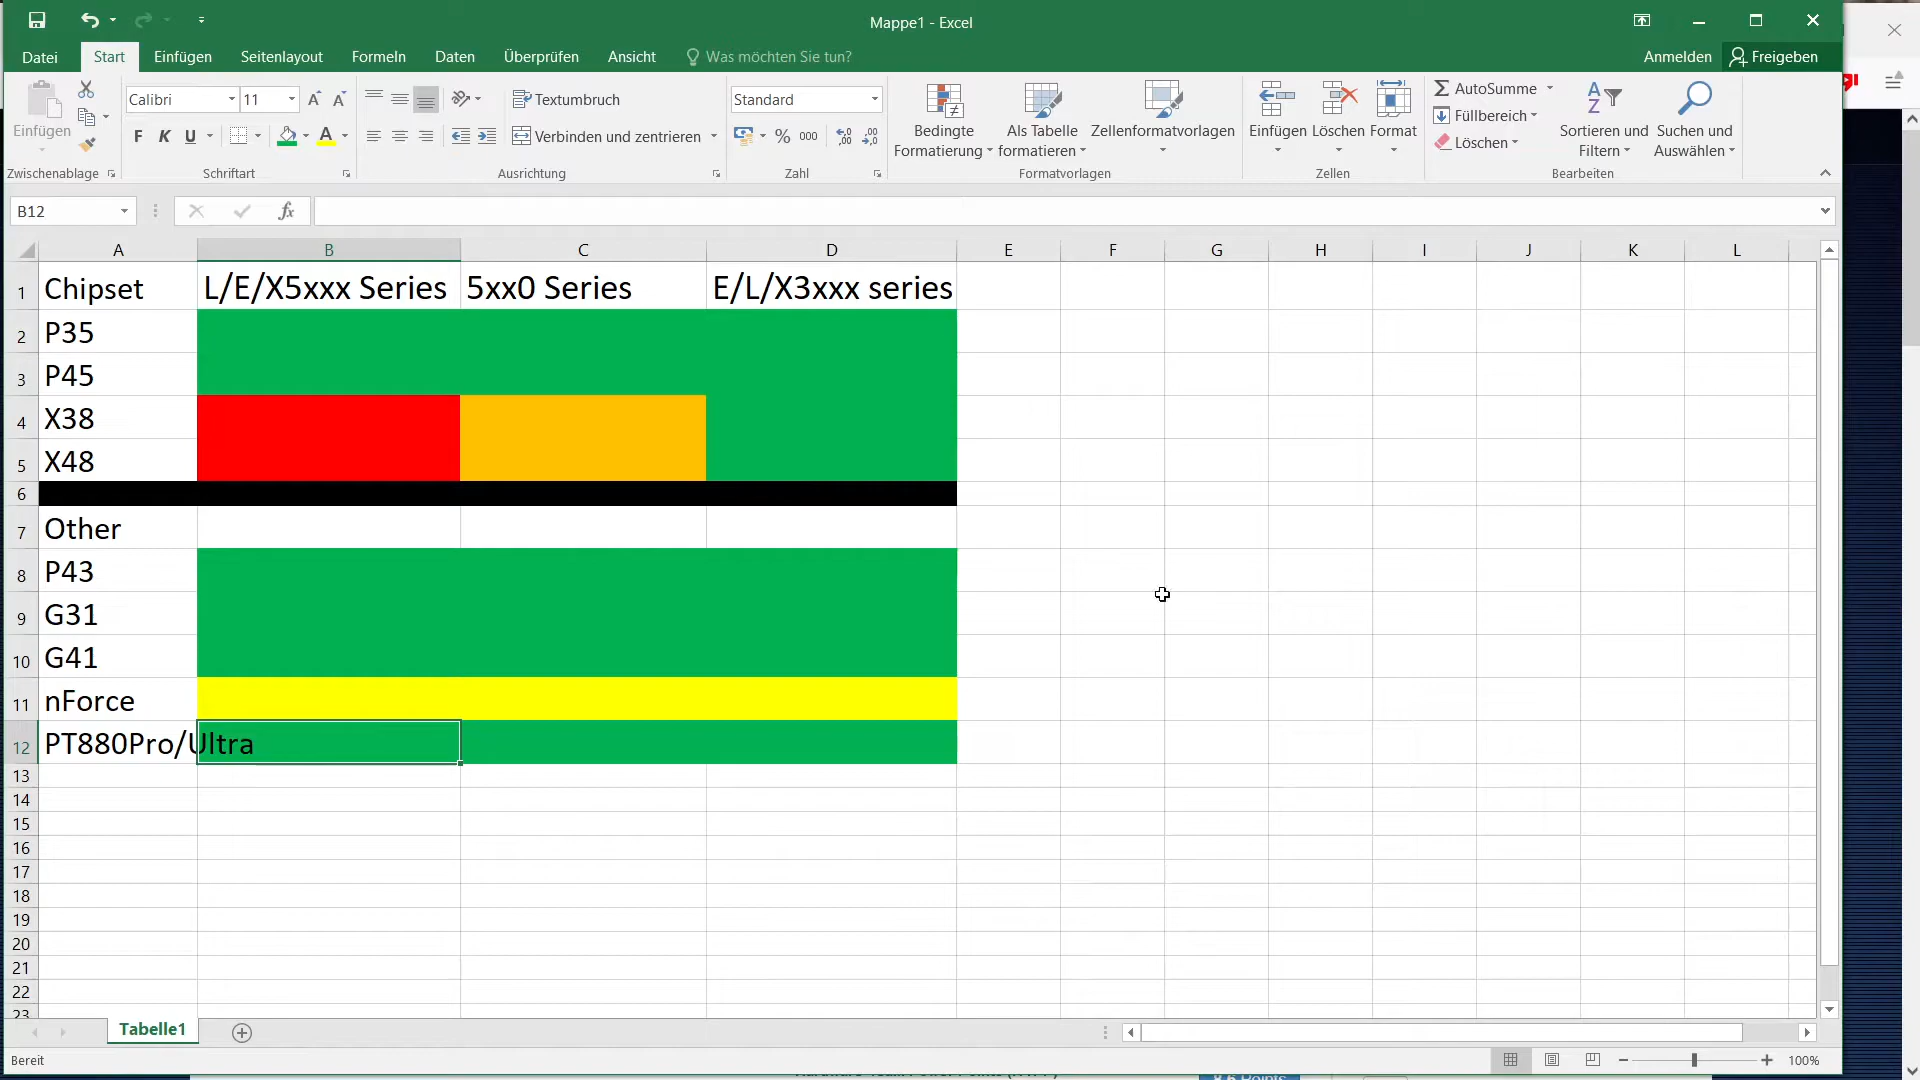 Mappe1 - Excel
Datei Start Einfügen Seitenlayout Formeln Daten Überprüfen Ansicht Was möchten Sie tun? Anmelden Freigeben
Einfügen
Zwischenablage
Calibri 11
F K U
Schriftart
Textumbruch
Verbinden und zentrieren
Ausrichtung
Standard
% 000
Zahl
Bedingte Formatierung
Als Tabelle formatieren
Zellenformatvorlagen
Formatvorlagen
Einfügen Löschen Format
Zellen
AutoSumme
Füllbereich
Löschen
Sortieren und Filtern
Suchen und Auswählen
Bearbeiten
B12 fx
A B C D E F G H I J K L
1 Chipset L/E/X5xxx Series 5xx0 Series E/L/X3xxx series
2 P35
3 P45
4 X38
5 X48
6
7 Other
8 P43
9 G31
10 G41
11 nForce
12 PT880Pro/Ultra
13
14
15
16
17
18
19
20
21
22
23
Tabelle1
Bereit 100%